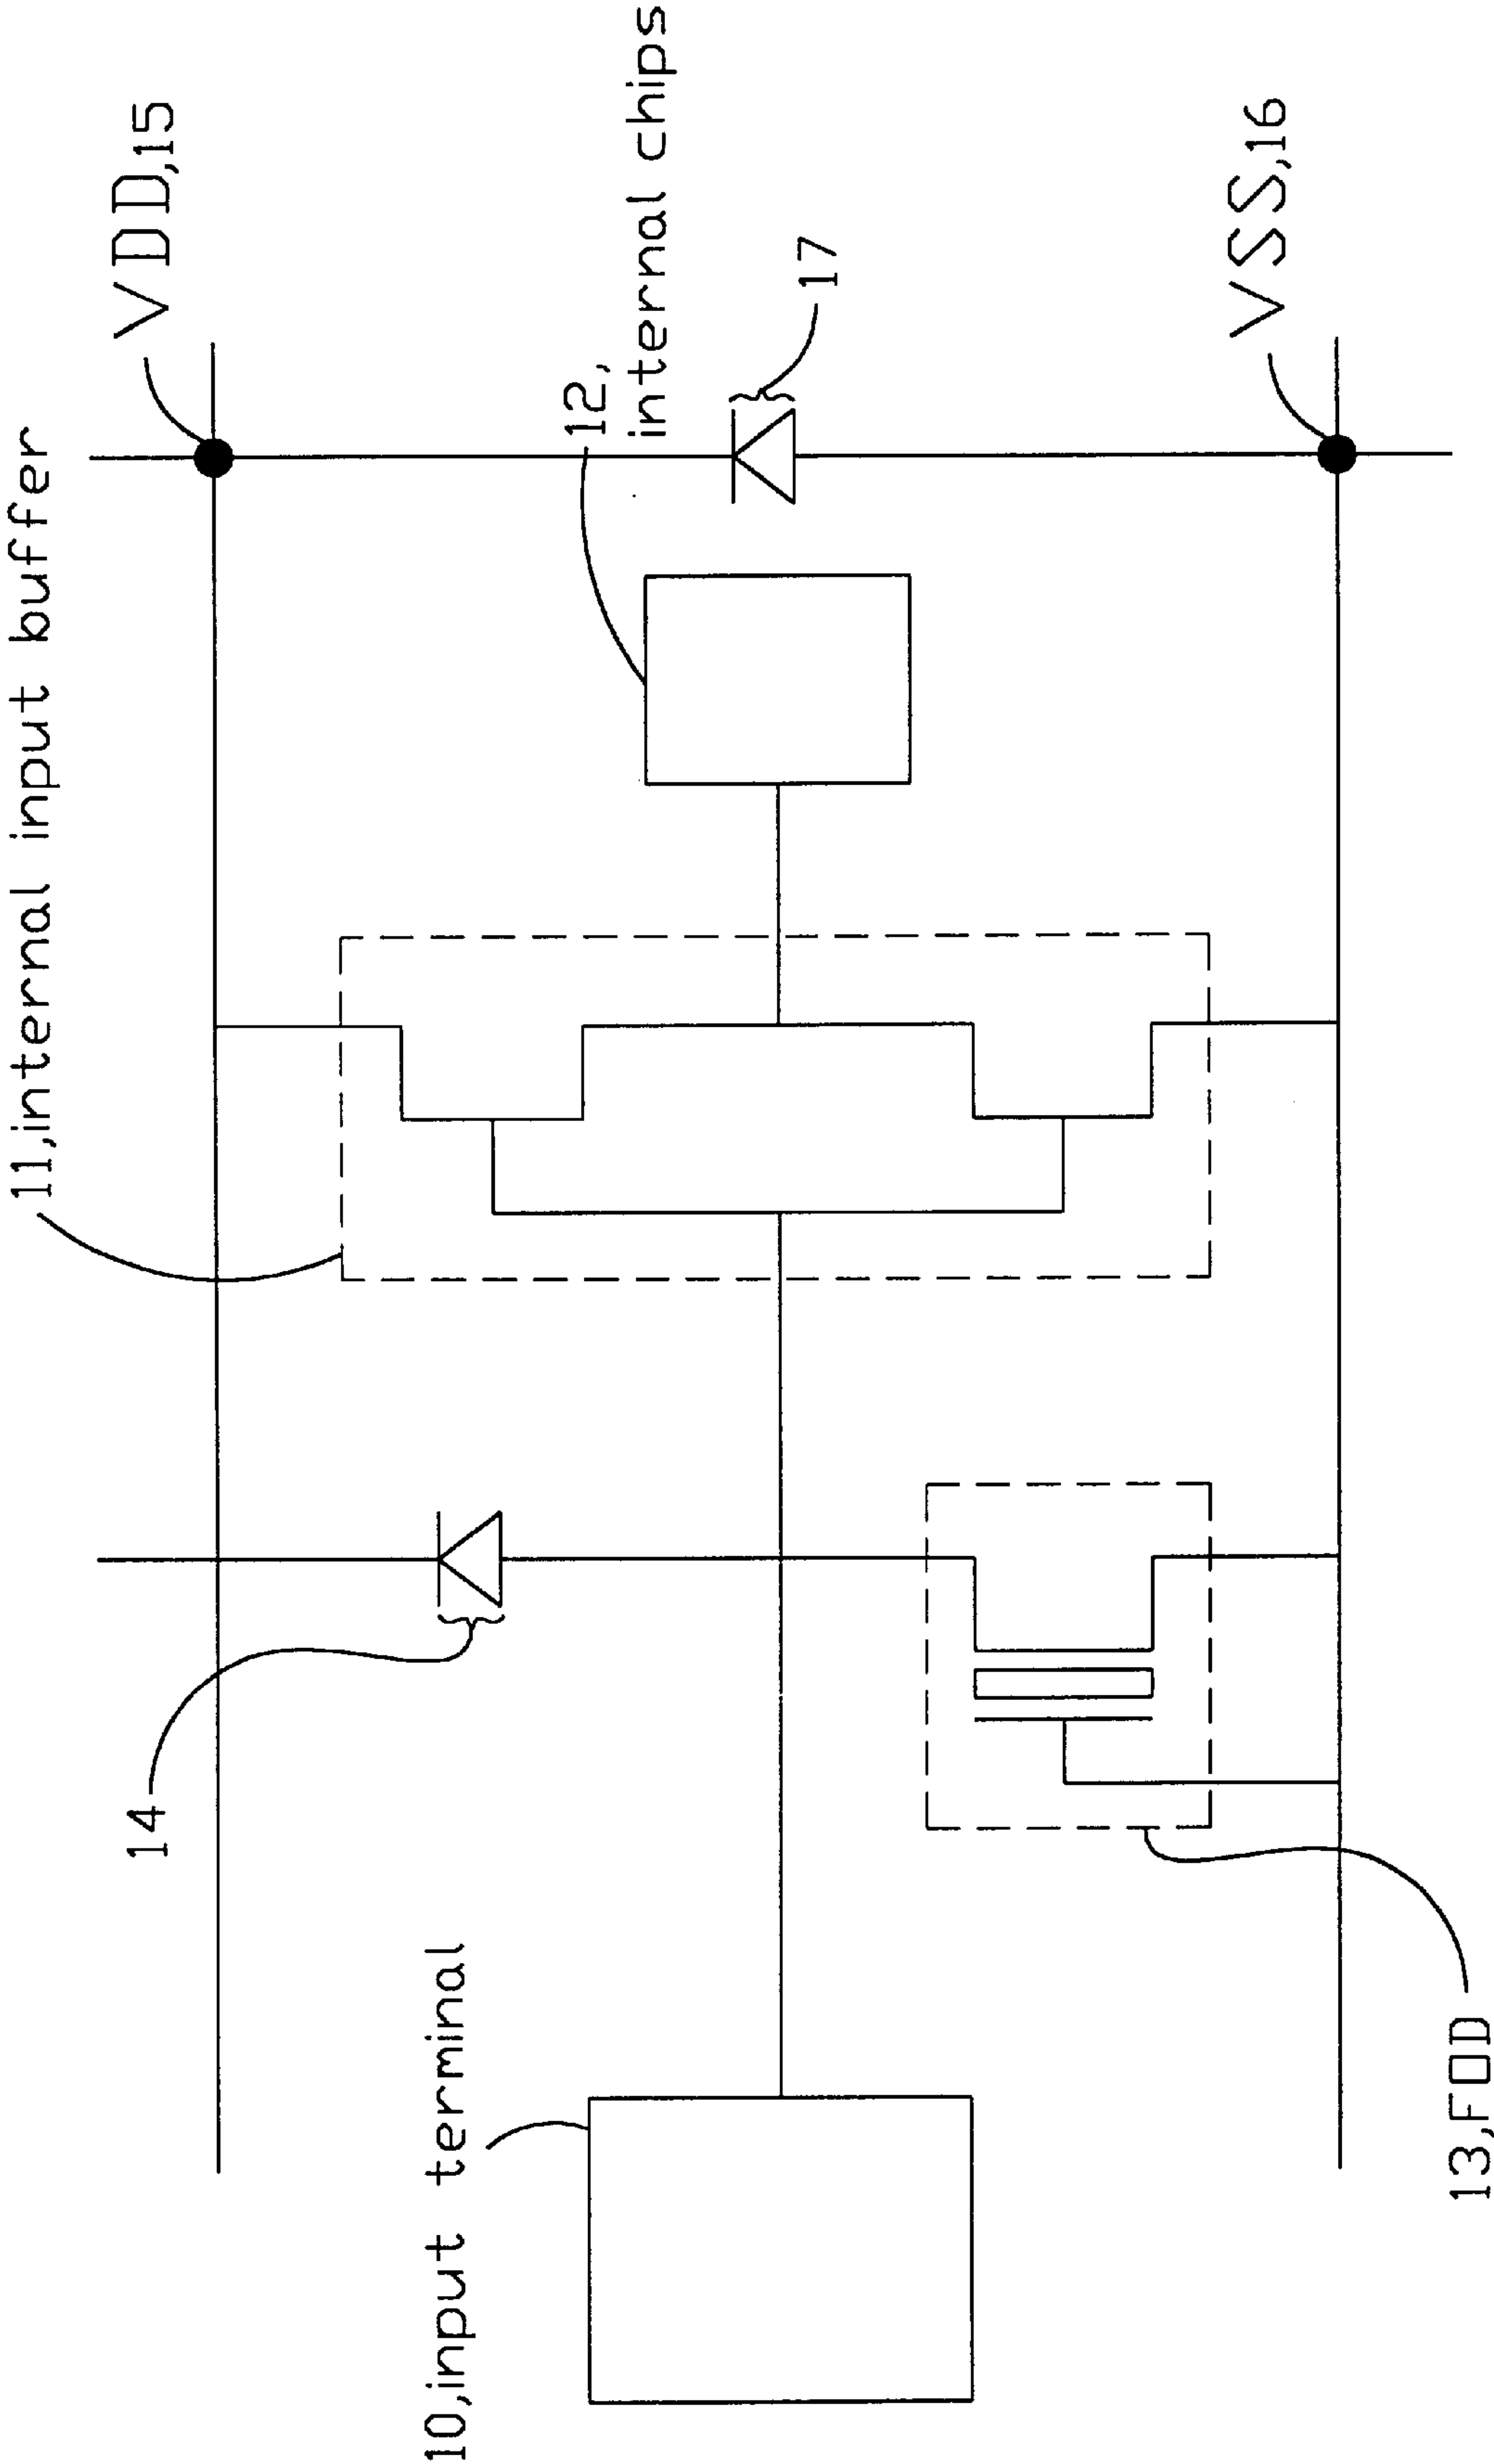 11,internal input buffer
VDD,15
14
10,input terminal
12,
internal chips
17
VSS,16
13,FOD